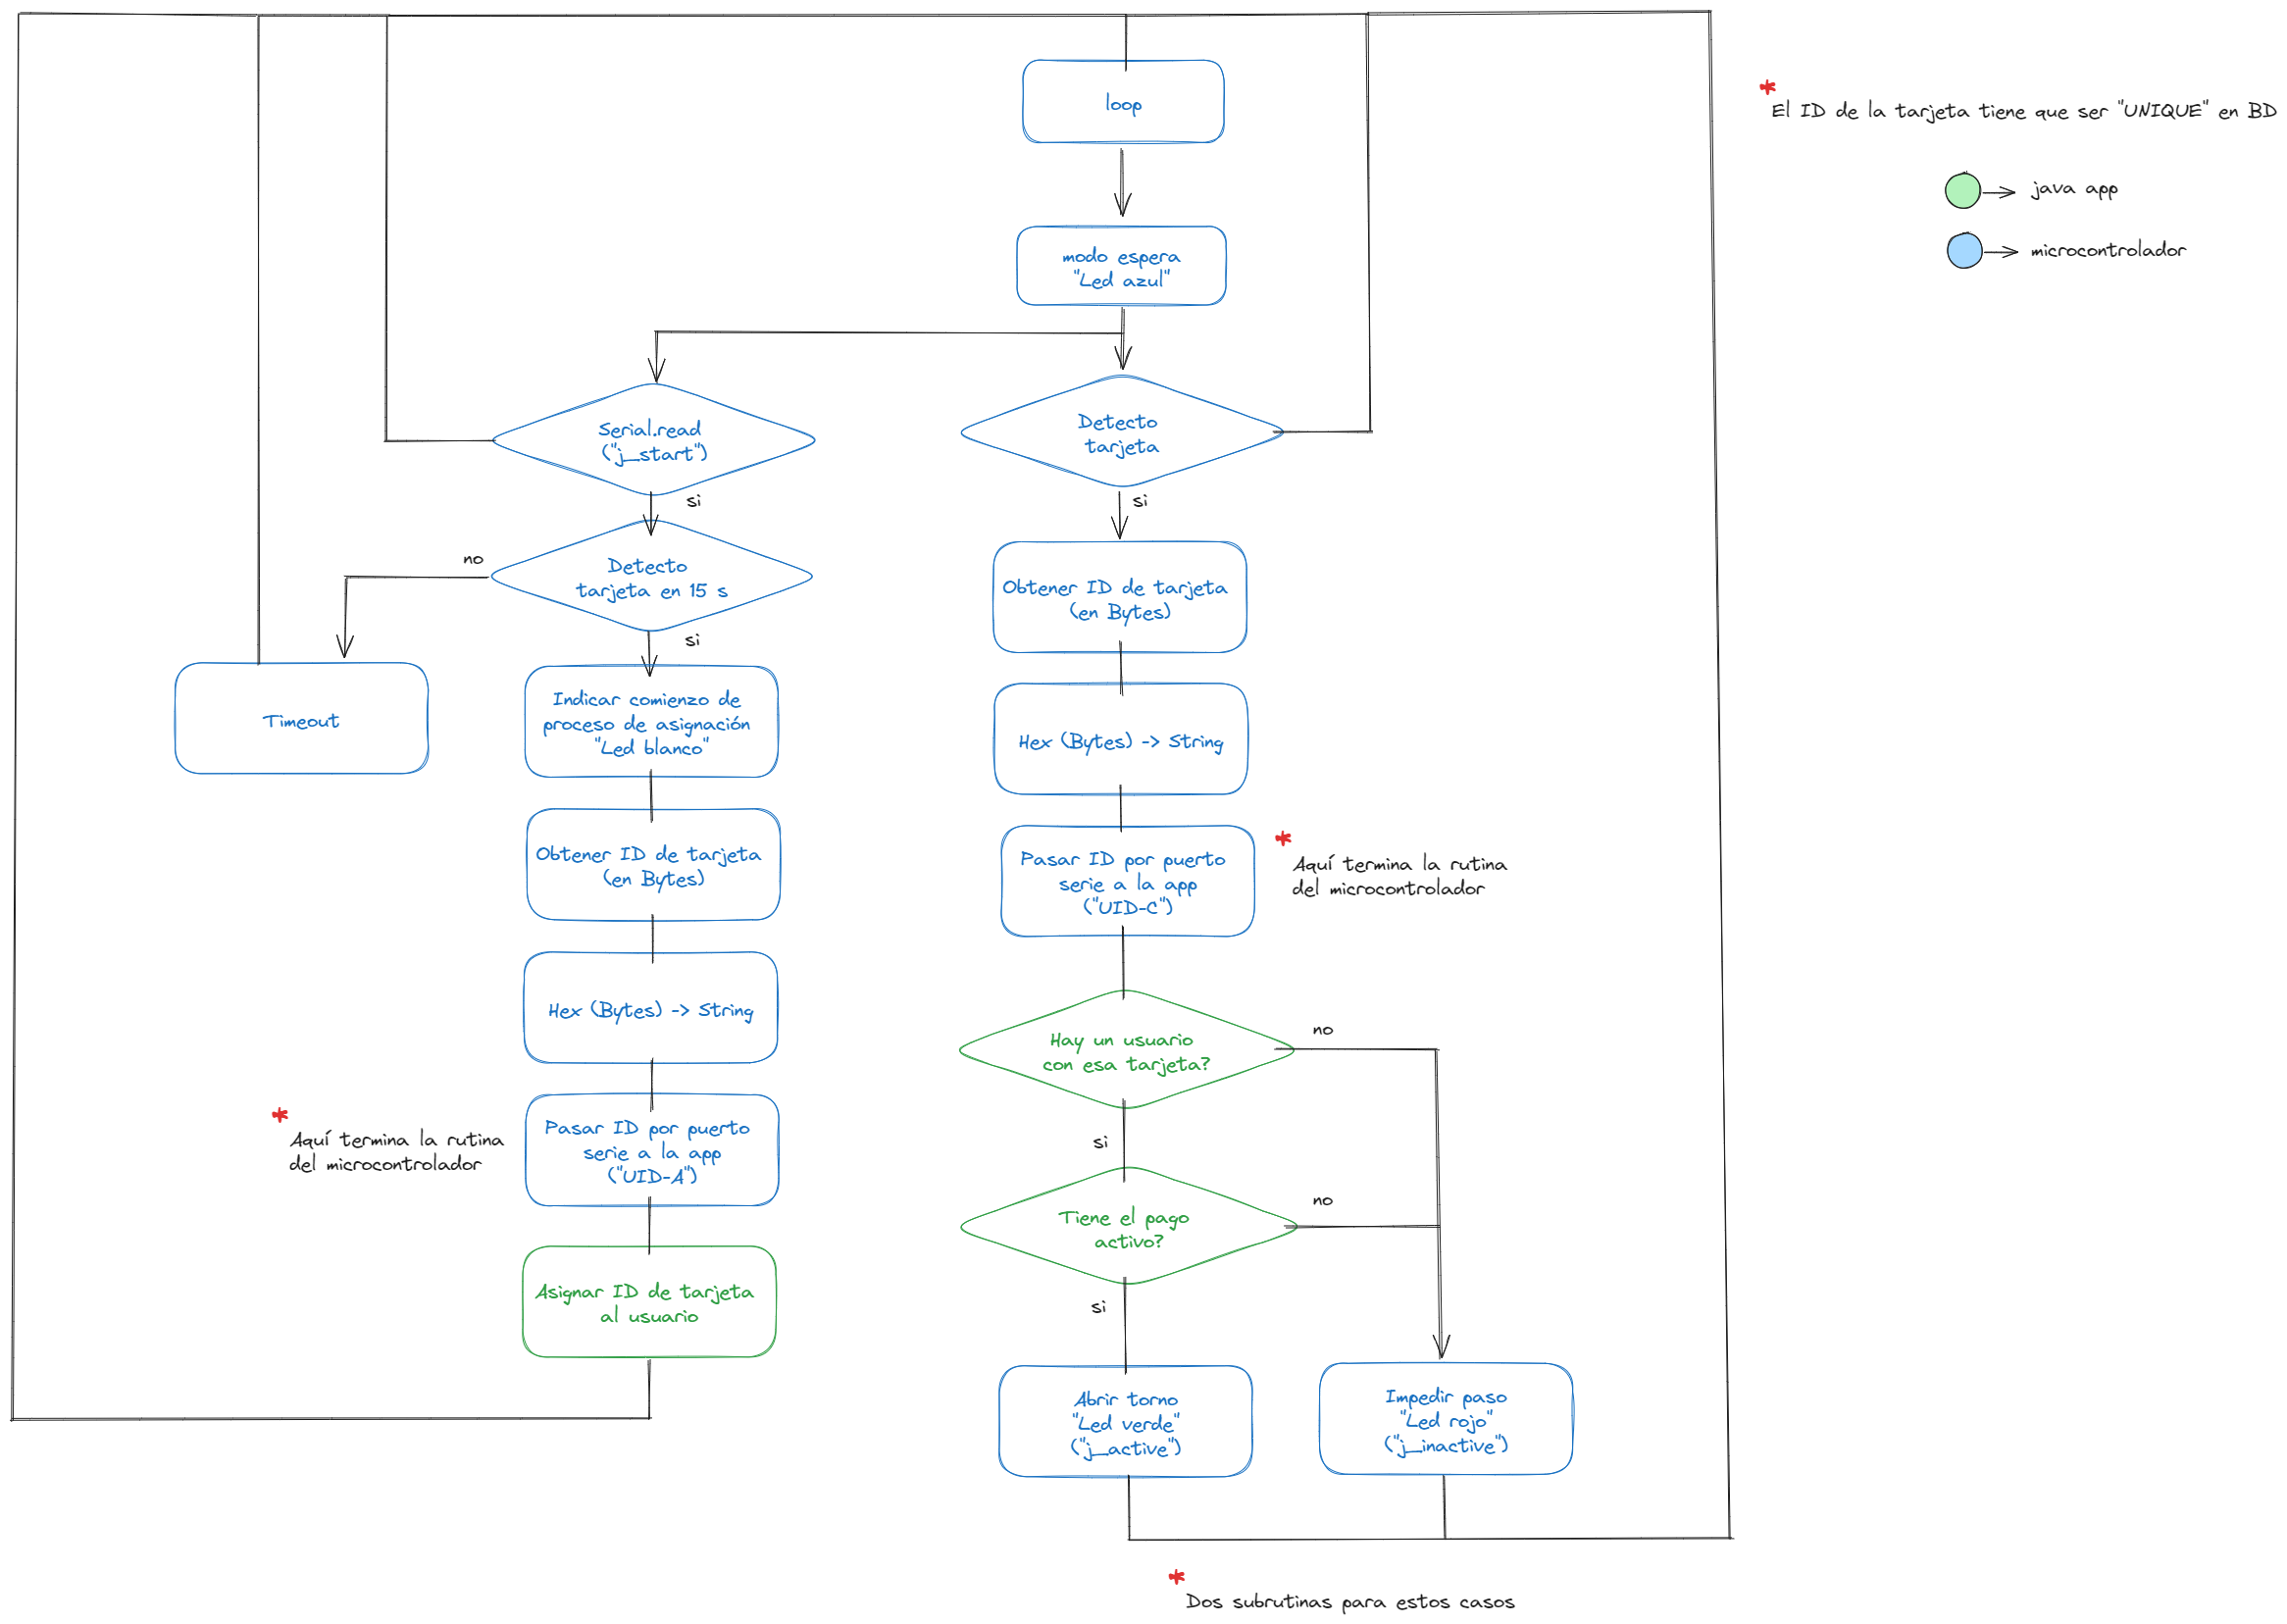 loop
El ID de la tarjeta tiene que ser "UNIQUE" en BD
java app
microcontrolador
modo espera
"Led azul"
Serial.read
("j_start")
si
Detecto
tarjeta
si
Detecto
tarjeta en 15 s
no
si
Timeout
Indicar comienzo de
proceso de asignación
"Led blanco"
Obtener ID de tarjeta
(en Bytes)
Hex (Bytes) -> String
Pasar ID por puerto
serie a la app
("UID-A")
Aquí termina la rutina
del microcontrolador
Asignar ID de tarjeta
al usuario
Obtener ID de tarjeta
(en Bytes)
Hex (Bytes) -> String
Pasar ID por puerto
serie a la app
("UID-C")
Aquí termina la rutina
del microcontrolador
Hay un usuario
con esa tarjeta?
no
si
Tiene el pago
activo?
no
si
Abrir torno
"Led verde"
("j_active")
Impedir paso
"Led rojo"
("j_inactive")
Dos subrutinas para estos casos